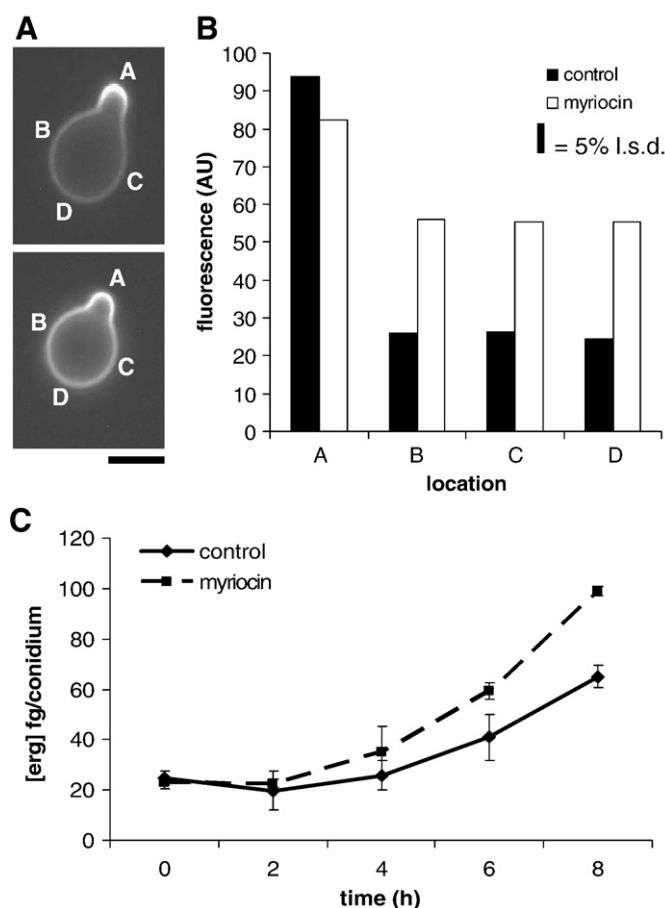 A
A
B
C
D
A
B
C
D
B
100
90
80
70
60
50
40
30
20
10
0
fluorescence (AU)
control
myriocin
= 5% l.s.d.
A B C D
location
C
120
100
80
60
40
20
0
[erg] fg/conidium
control
myriocin
0 2 4 6 8
time (h)